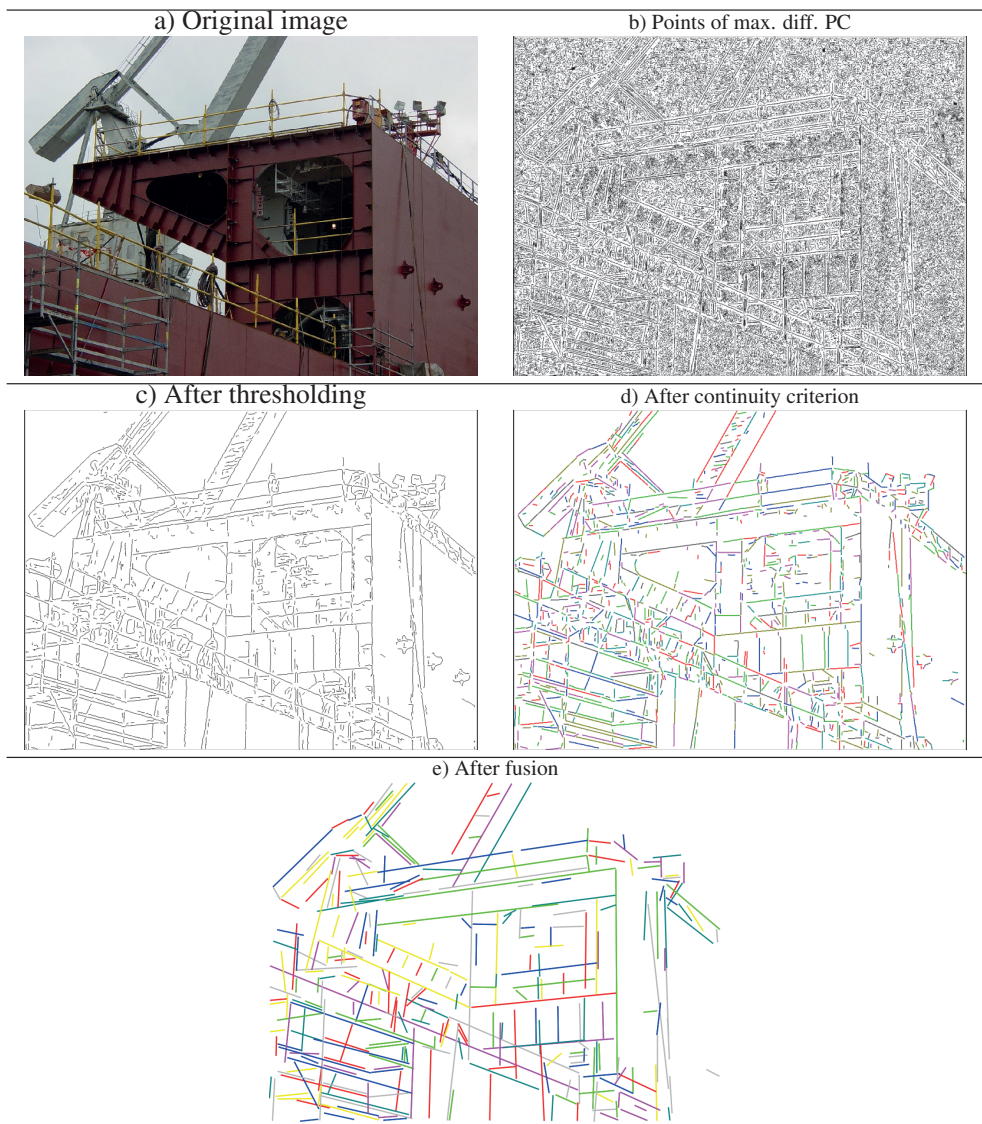 a) Original image
b) Points of max. diff. PC
c) After thresholding
d) After continuity criterion
e) After fusion